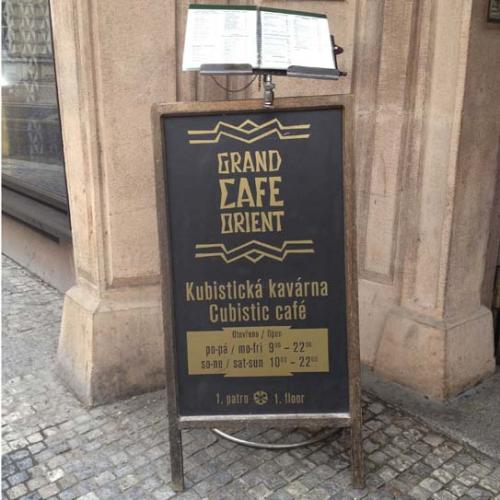 GRAND
CAFE
ORIENT
Kubistická kavárna
Cubistic café
Otevřeno / Open
po-pá / mo-fri 9⁰⁰ – 22⁰⁰
so-ne / sat-sun 10⁰⁰ – 22⁰⁰
1. patro 1. floor